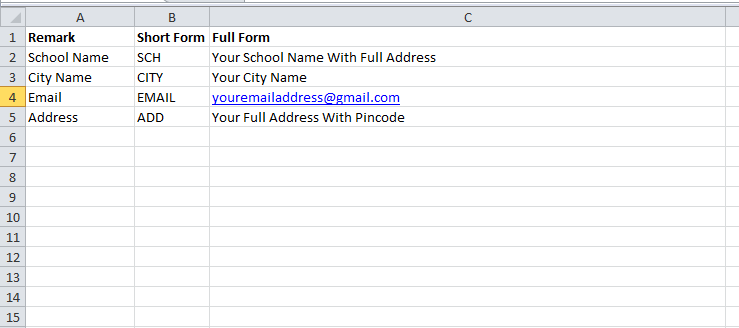 A B C
1 Remark Short Form Full Form
2 School Name SCH Your School Name With Full Address
3 City Name CITY Your City Name
4 Email EMAIL youremailaddress@gmail.com
5 Address ADD Your Full Address With Pincode
6
7
8
9
10
11
12
13
14
15